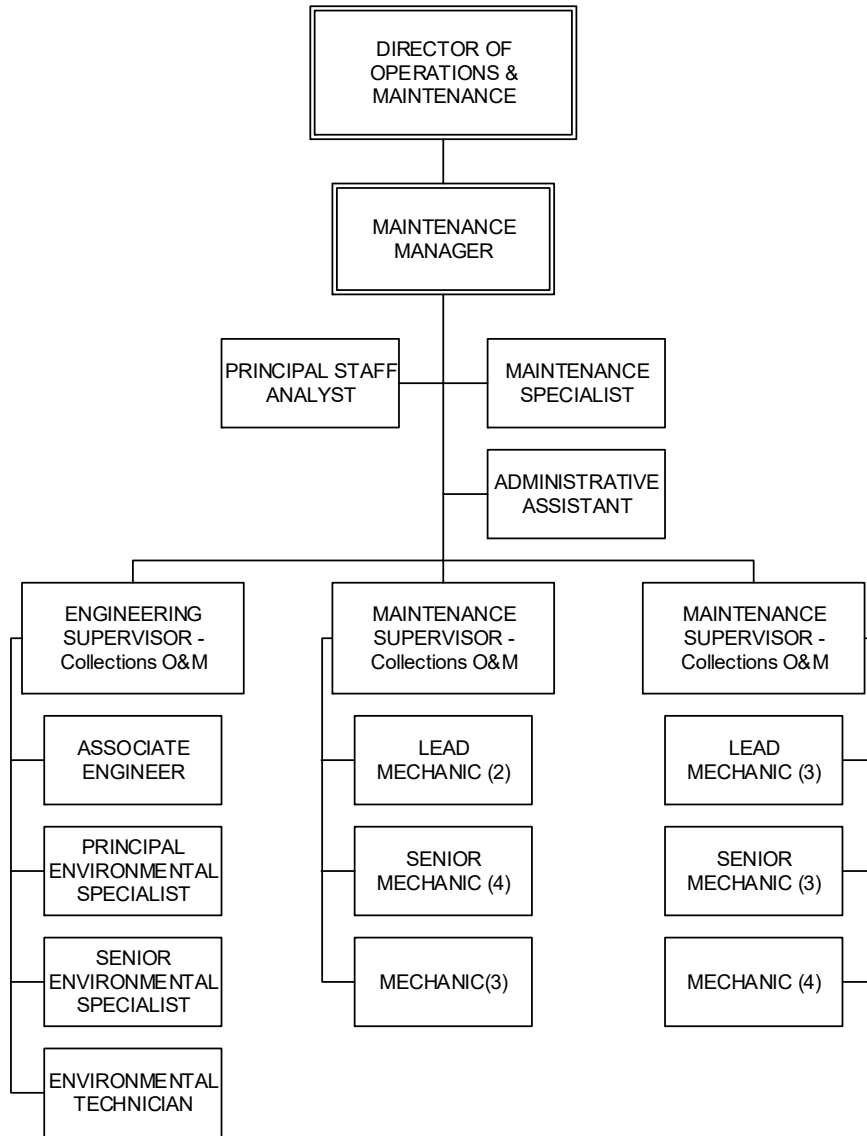 DIRECTOR OF
OPERATIONS &
MAINTENANCE
MAINTENANCE
MANAGER
PRINCIPAL STAFF
ANALYST
MAINTENANCE
SPECIALIST
ADMINISTRATIVE
ASSISTANT
ENGINEERING
SUPERVISOR -
Collections O&M
ASSOCIATE
ENGINEER
PRINCIPAL
ENVIRONMENTAL
SPECIALIST
SENIOR
ENVIRONMENTAL
SPECIALIST
ENVIRONMENTAL
TECHNICIAN
MAINTENANCE
SUPERVISOR -
Collections O&M
LEAD
MECHANIC (2)
SENIOR
MECHANIC (4)
MECHANIC(3)
MAINTENANCE
SUPERVISOR -
Collections O&M
LEAD
MECHANIC (3)
SENIOR
MECHANIC (3)
MECHANIC (4)